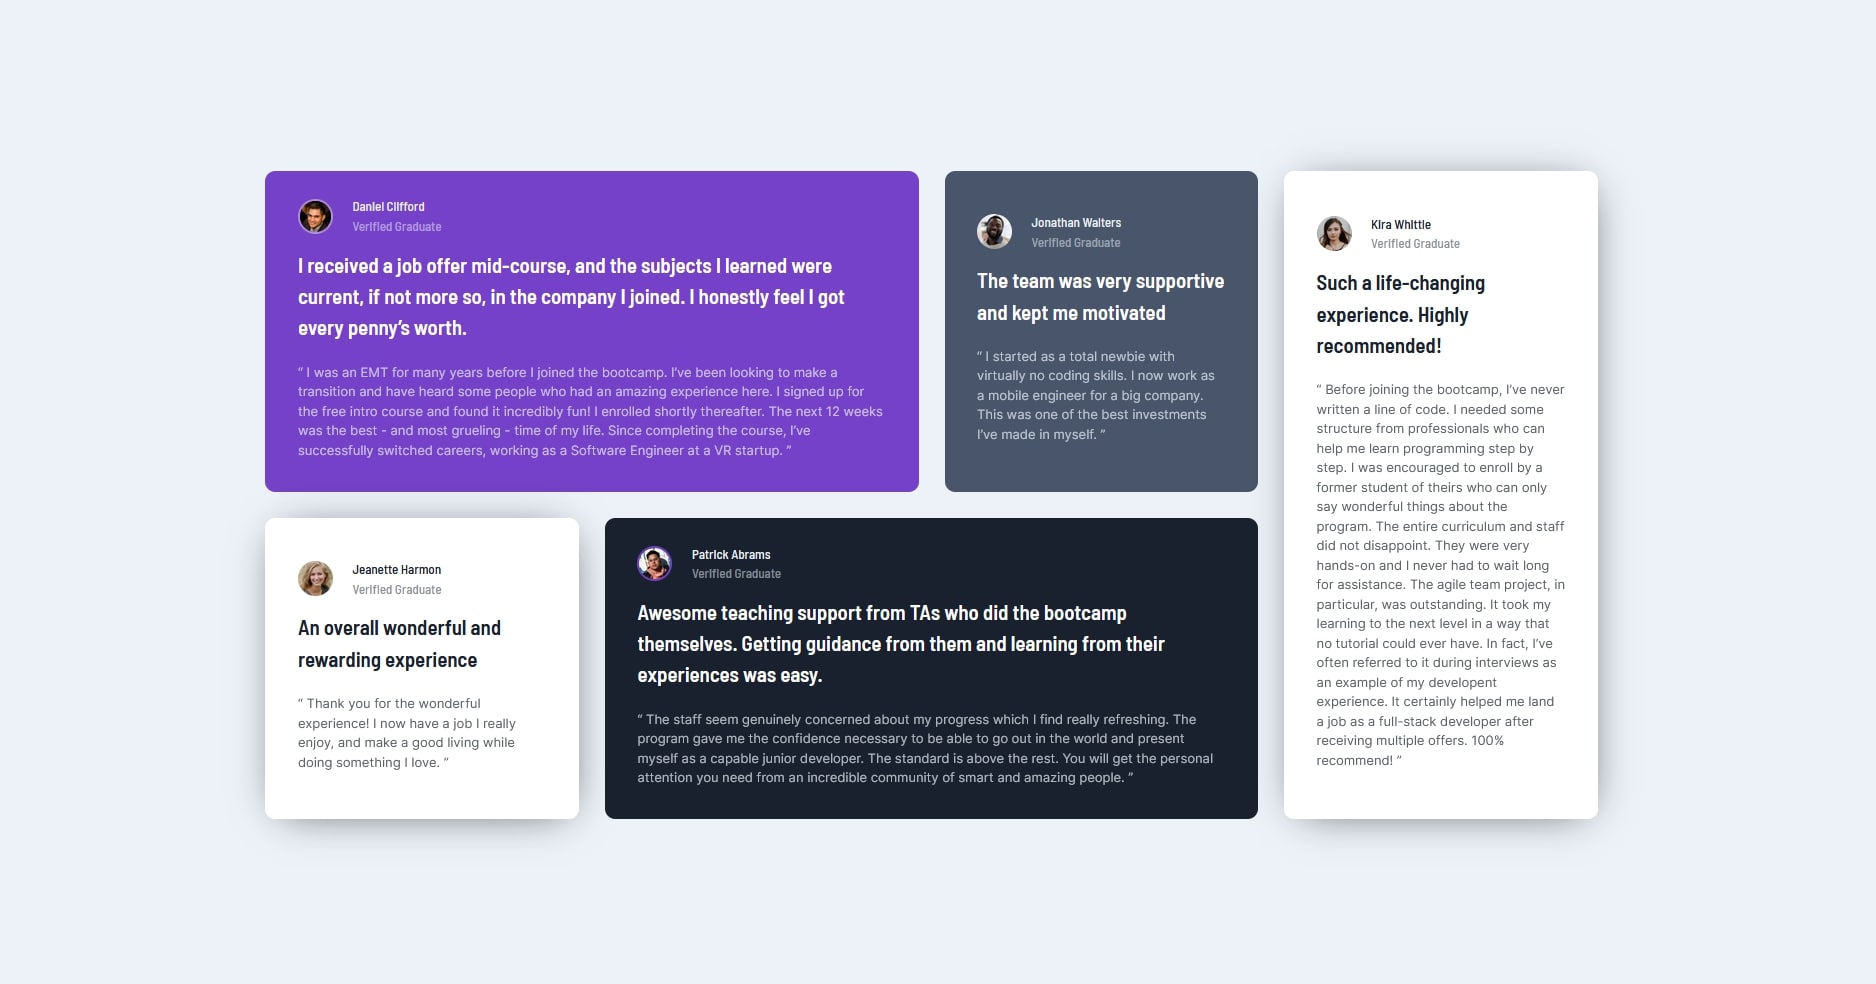 Daniel Clifford
Verified Graduate
I received a job offer mid-course, and the subjects I learned were
current, if not more so, in the company I joined. I honestly feel I got
every penny’s worth.
“ I was an EMT for many years before I joined the bootcamp. I’ve been looking to make a
transition and have heard some people who had an amazing experience here. I signed up for
the free intro course and found it incredibly fun! I enrolled shortly thereafter. The next 12 weeks
was the best - and most grueling - time of my life. Since completing the course, I’ve
successfully switched careers, working as a Software Engineer at a VR startup. ”
Jonathan Walters
Verified Graduate
The team was very supportive
and kept me motivated
“ I started as a total newbie with
virtually no coding skills. I now work as
a mobile engineer for a big company.
This was one of the best investments
I’ve made in myself. ”
Kira Whittle
Verified Graduate
Such a life-changing
experience. Highly
recommended!
“ Before joining the bootcamp, I’ve never
written a line of code. I needed some
structure from professionals who can
help me learn programming step by
step. I was encouraged to enroll by a
former student of theirs who can only
say wonderful things about the
program. The entire curriculum and staff
did not disappoint. They were very
hands-on and I never had to wait long
for assistance. The agile team project, in
particular, was outstanding. It took my
learning to the next level in a way that
no tutorial could ever have. In fact, I’ve
often referred to it during interviews as
an example of my developent
experience. It certainly helped me land
a job as a full-stack developer after
receiving multiple offers. 100%
recommend! ”
Jeanette Harmon
Verified Graduate
An overall wonderful and
rewarding experience
“ Thank you for the wonderful
experience! I now have a job I really
enjoy, and make a good living while
doing something I love. ”
Patrick Abrams
Verified Graduate
Awesome teaching support from TAs who did the bootcamp
themselves. Getting guidance from them and learning from their
experiences was easy.
“ The staff seem genuinely concerned about my progress which I find really refreshing. The
program gave me the confidence necessary to be able to go out in the world and present
myself as a capable junior developer. The standard is above the rest. You will get the personal
attention you need from an incredible community of smart and amazing people. ”